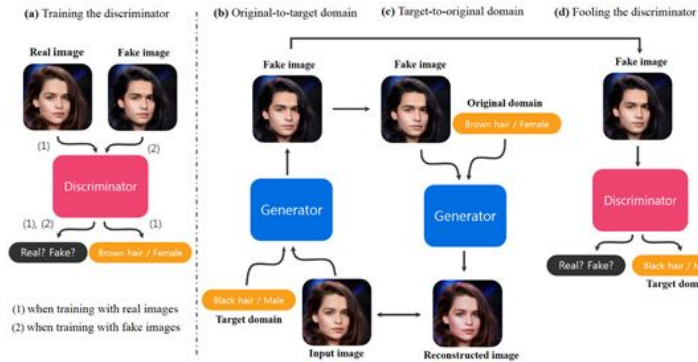 (a) Training the discriminator
Real image
Fake image
(1)
(2)
Discriminator
(1), (2)
(1)
Real? Fake?
Brown hair / Female
(1) when training with real images
(2) when training with fake images
(b) Original-to-target domain
Fake image
Generator
Black hair / Male
Target domain
Input image
(c) Target-to-original domain
Fake image
Original domain
Brown hair / Female
Generator
Reconstructed image
(d) Fooling the discriminator
Fake image
Discriminator
Real? Fake?
Black hair / M
Target dom